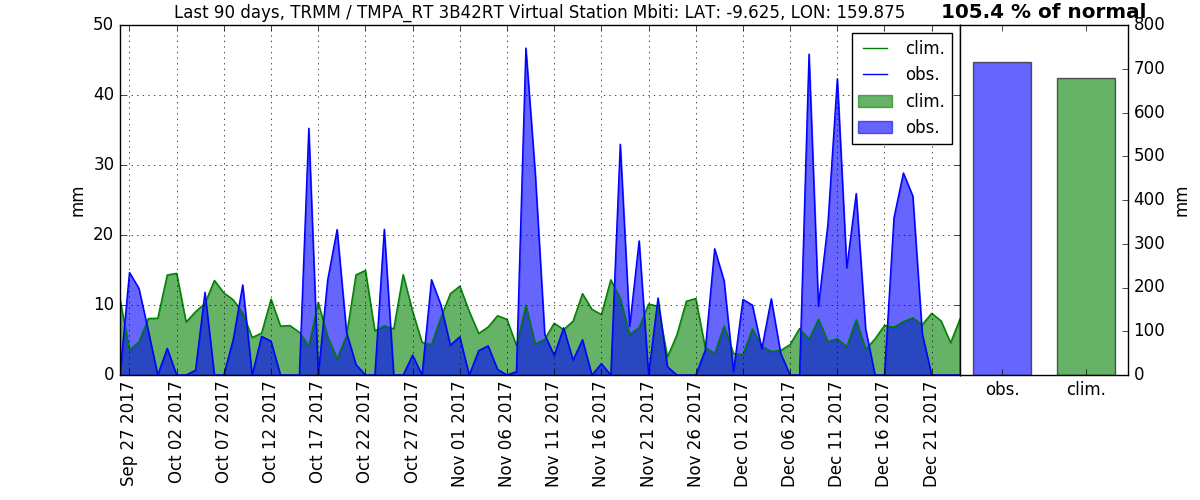 Last 90 days, TRMM / TMPA_RT 3B42RT Virtual Station Mbiti: LAT: -9.625, LON: 159.875
105.4 % of normal
mm
50
40
30
20
10
0
clim.
obs.
clim.
obs.
800
700
600
500
400
300
200
100
0
mm
Sep 27 2017
Oct 02 2017
Oct 07 2017
Oct 12 2017
Oct 17 2017
Oct 22 2017
Oct 27 2017
Nov 01 2017
Nov 06 2017
Nov 11 2017
Nov 16 2017
Nov 21 2017
Nov 26 2017
Dec 01 2017
Dec 06 2017
Dec 11 2017
Dec 16 2017
Dec 21 2017
obs.
clim.